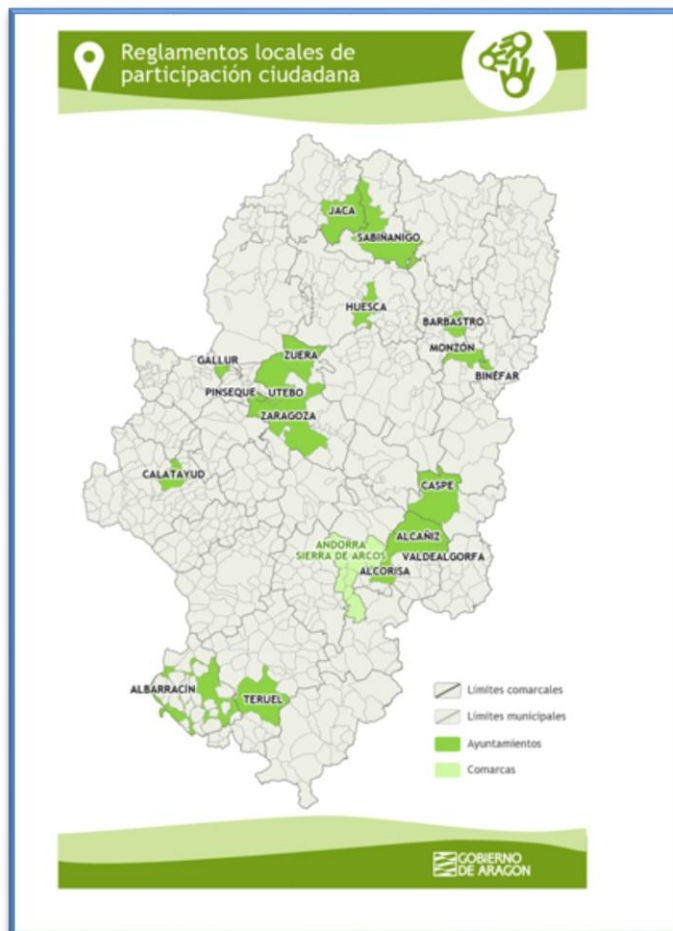 Reglamentos locales de
participación ciudadana
JACA
SABIÑANIGO
HUESCA
BARBASTRO
MONZÓN
BINÉFAR
ZUERA
GALLUR
PINSEQUE
UTEBO
ZARAGOZA
CALATAYUD
CASPE
ALCAÑIZ
ANDORRA
SIERRA DE ARCOS
VALDEALGORFA
ALCORISA
ALBARRACÍN
TERUEL
Límites comarcales
Límites municipales
Ayuntamientos
Comarcas
GOBIERNO
DE ARAGON